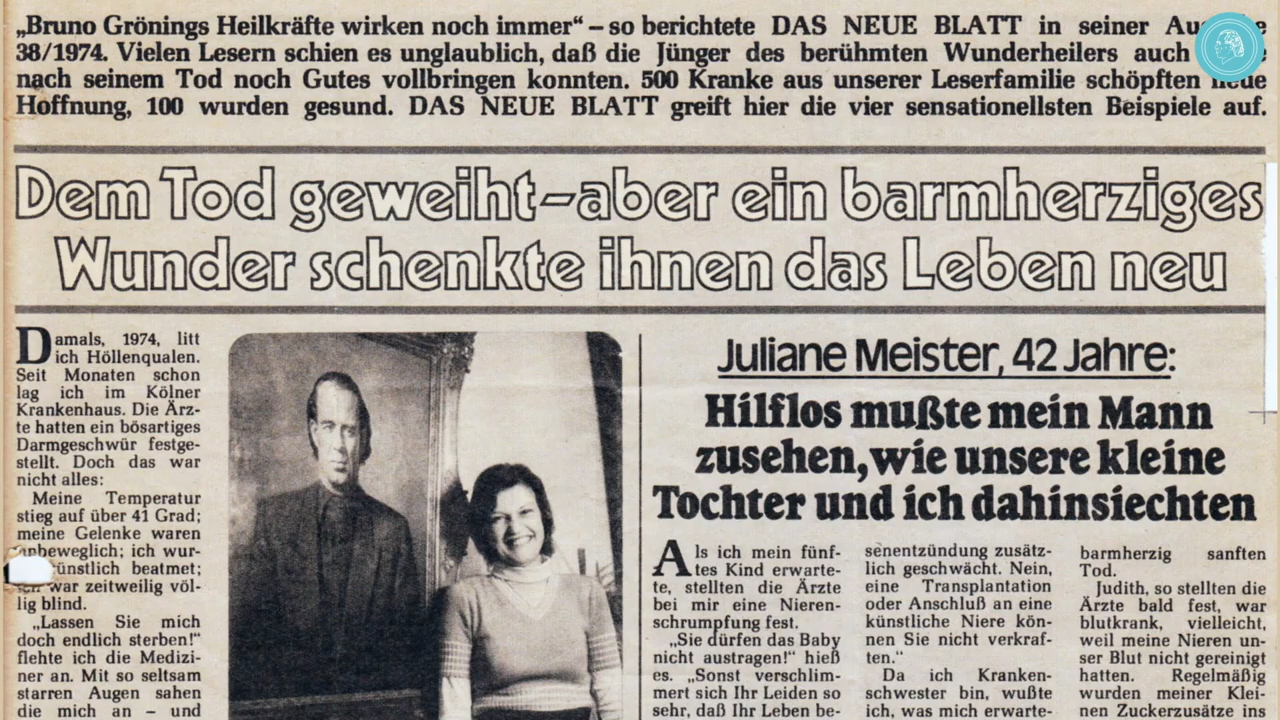 „Bruno Grönings Heilkräfte wirken noch immer“ – so berichtete DAS NEUE BLATT in seiner
38/1974. Vielen Lesern schien es unglaublich, daß die Jünger des berühmten Wunderheilers auch
nach seinem Tod noch Gutes vollbringen konnten. 500 Kranke aus unserer Leserfamilie schöpften neue
Hoffnung, 100 wurden gesund. DAS NEUE BLATT greift hier die vier sensationellsten Beispiele auf.
Dem Tod geweiht – aber ein barmherziges
Wunder schenkte ihnen das Leben neu
Damals, 1974, litt
ich Höllenqualen.
Seit Monaten schon
lag ich im Kölner
Krankenhaus. Die Ärz-
te hatten ein bösartiges
Darmgeschwür festge-
stellt. Doch das war
nicht alles:
Meine Temperatur
stieg auf über 41 Grad;
meine Gelenke waren
unbeweglich; ich wur-
künstlich beatmet;
war zeitweilig völ-
lig blind.
„Lassen Sie mich
doch endlich sterben!“
flehte ich die Medizi-
ner an. Mit so seltsam
starren Augen sahen
die mich an – und
Juliane Meister, 42 Jahre:
Hilflos mußte mein Mann
zusehen, wie unsere kleine
Tochter und ich dahinsiechten
Als ich mein fünf-
tes Kind erwarte-
te, stellten die Ärzte
bei mir eine Nieren-
schrumpfung fest.
„Sie dürfen das Baby
nicht austragen!“ hieß
es. „Sonst verschlim-
mert sich Ihr Leiden so
sehr, daß Ihr Leben be-
senentzündung zusätz-
lich geschwächt. Nein,
eine Transplantation
oder Anschluß an eine
künstliche Niere kön-
nen Sie nicht verkraf-
ten.“
Da ich Kranken-
schwester bin, wußte
ich, was mich erwarte-
barmherzig sanften
Tod.
Judith, so stellten die
Ärzte bald fest, war
blutkrank, vielleicht,
weil meine Nieren un-
ser Blut nicht gereinigt
hatten. Regelmäßig
wurden meiner Klei-
nen Zuckerzusätze ins